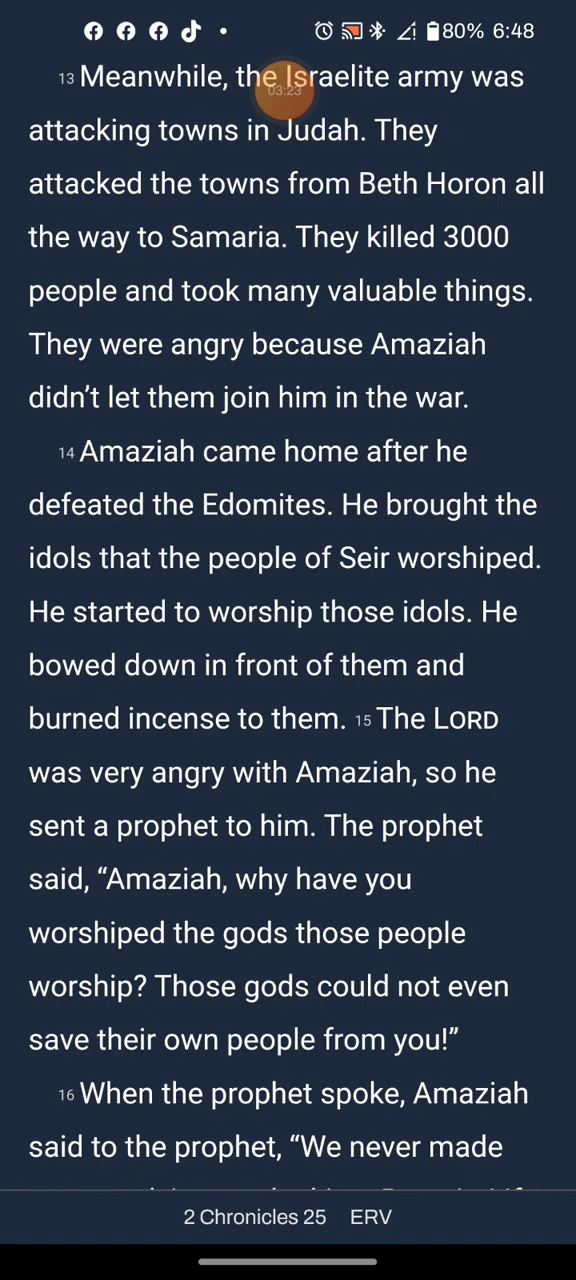 80% 6:48
13 Meanwhile, the Israelite army was
03:23
attacking towns in Judah. They
attacked the towns from Beth Horon all
the way to Samaria. They killed 3000
people and took many valuable things.
They were angry because Amaziah
didn’t let them join him in the war.
14 Amaziah came home after he
defeated the Edomites. He brought the
idols that the people of Seir worshiped.
He started to worship those idols. He
bowed down in front of them and
burned incense to them. 15 The LORD
was very angry with Amaziah, so he
sent a prophet to him. The prophet
said, “Amaziah, why have you
worshiped the gods those people
worship? Those gods could not even
save their own people from you!”
16 When the prophet spoke, Amaziah
said to the prophet, “We never made
2 Chronicles 25 ERV